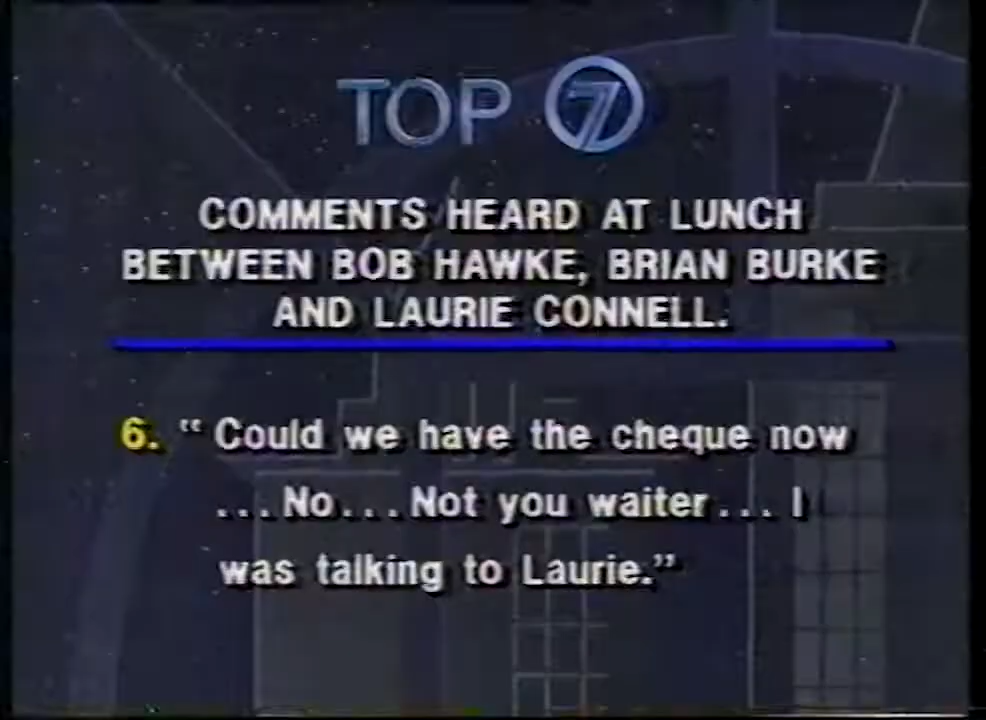 TOP 7
COMMENTS HEARD AT LUNCH
BETWEEN BOB HAWKE, BRIAN BURKE
AND LAURIE CONNELL.
6. “ Could we have the cheque now
...No...Not you waiter... I
was talking to Laurie.”